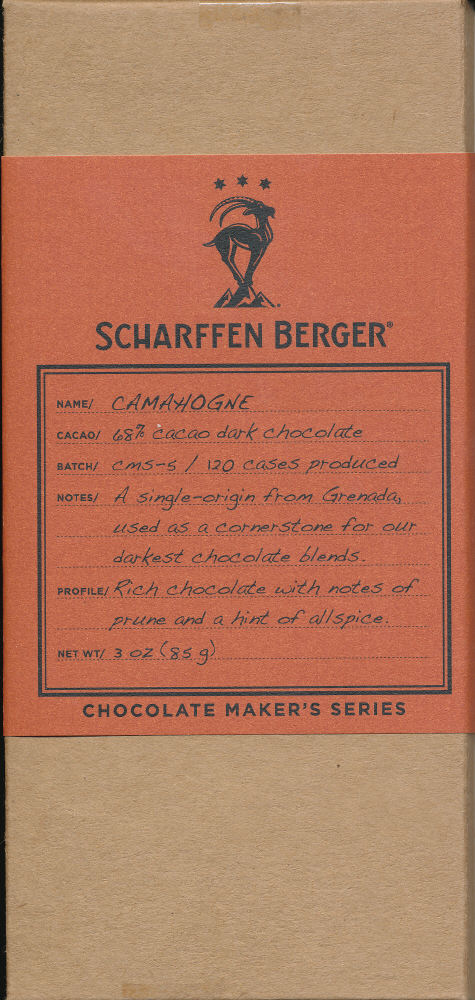 SCHARFFEN BERGER®
NAME/ CAMAHOGNE
CACAO/ 68% cacao dark chocolate
BATCH/ CMS-5 / 120 cases produced
NOTES/ A single-origin from Grenada,
used as a cornerstone for our
darkest chocolate blends.
PROFILE/ Rich chocolate with notes of
prune and a hint of allspice.
NET WT/ 3 OZ (85 g)
CHOCOLATE MAKER'S SERIES